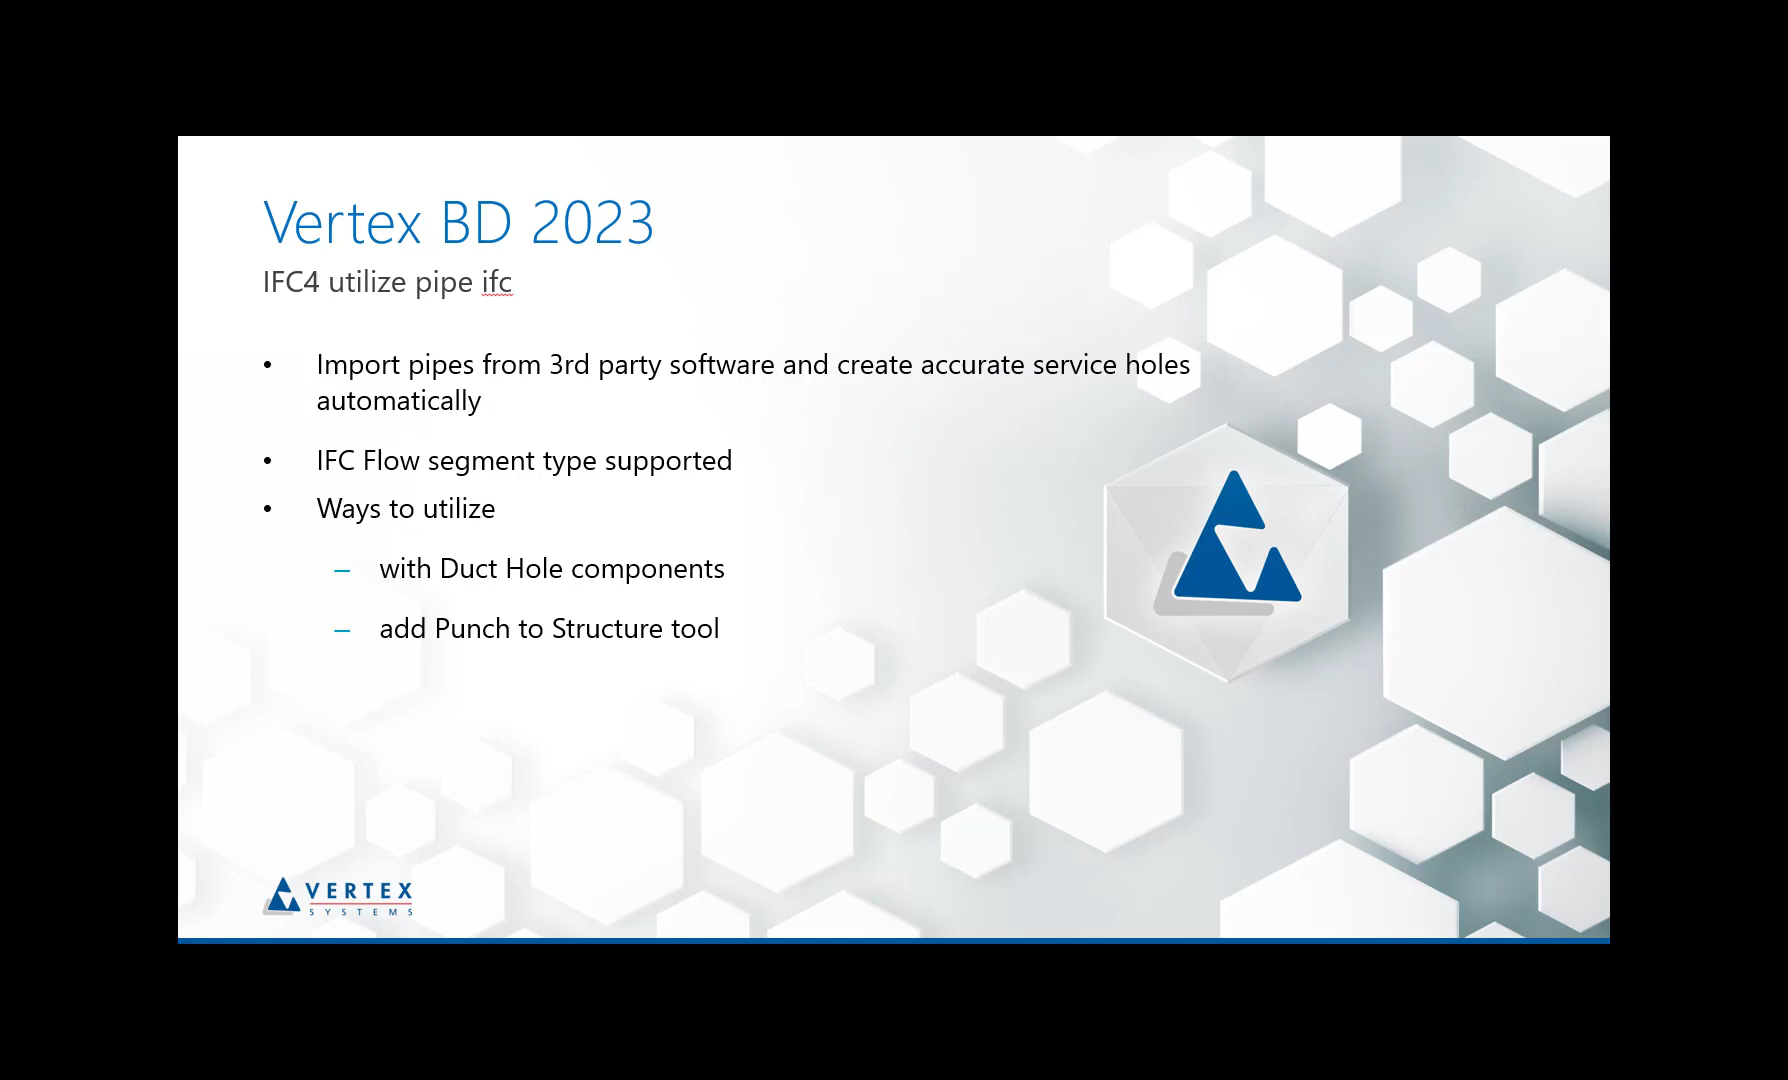 Vertex BD 2023
IFC4 utilize pipe ifc
• Import pipes from 3rd party software and create accurate service holes
automatically
• IFC Flow segment type supported
• Ways to utilize
– with Duct Hole components
– add Punch to Structure tool
VERTEX
SYSTEMS